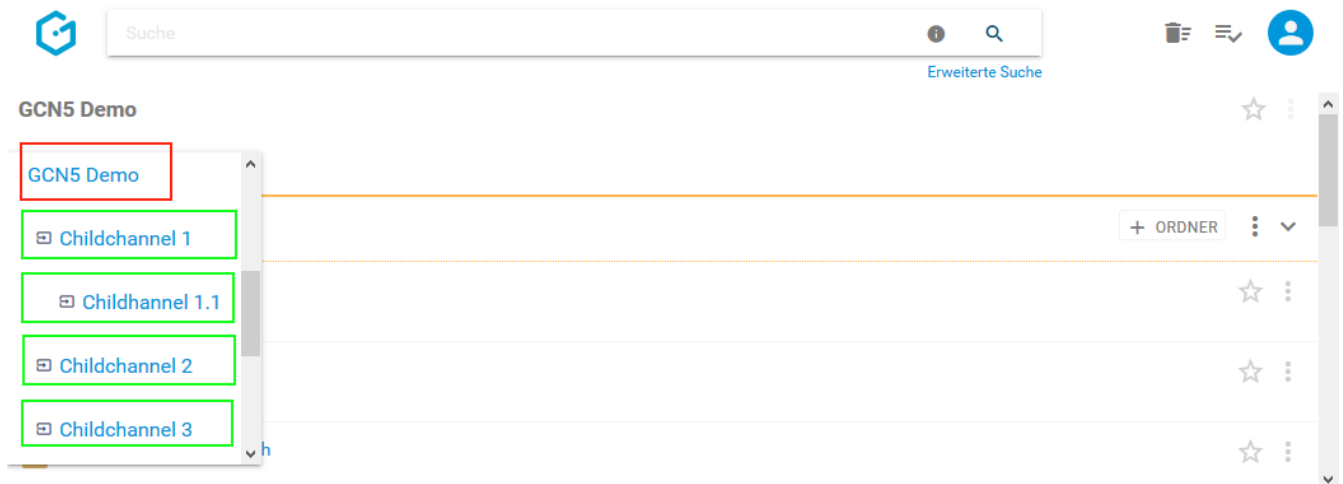 Suche
Erweiterte Suche
GCN5 Demo
GCN5 Demo
+ ORDNER
Childchannel 1
Childhannel 1.1
Childchannel 2
Childchannel 3
h